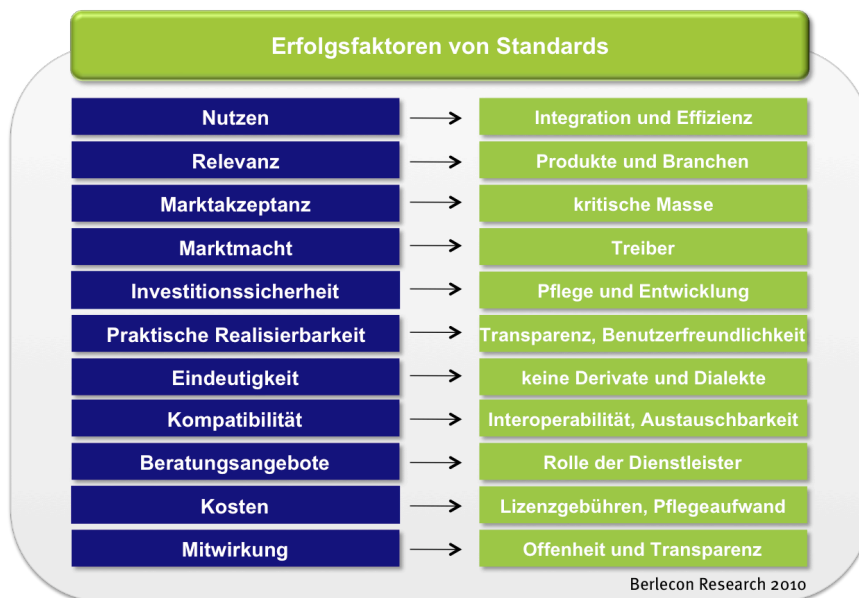 Erfolgsfaktoren von Standards
Nutzen
Integration und Effizienz
Relevanz
Produkte und Branchen
Marktakzeptanz
kritische Masse
Marktmacht
Treiber
Investitionssicherheit
Pflege und Entwicklung
Praktische Realisierbarkeit
Transparenz, Benutzerfreundlichkeit
Eindeutigkeit
keine Derivate und Dialekte
Kompatibilität
Interoperabilität, Austauschbarkeit
Beratungsangebote
Rolle der Dienstleister
Kosten
Lizenzgebühren, Pflegeaufwand
Mitwirkung
Offenheit und Transparenz
Berlecon Research 2010